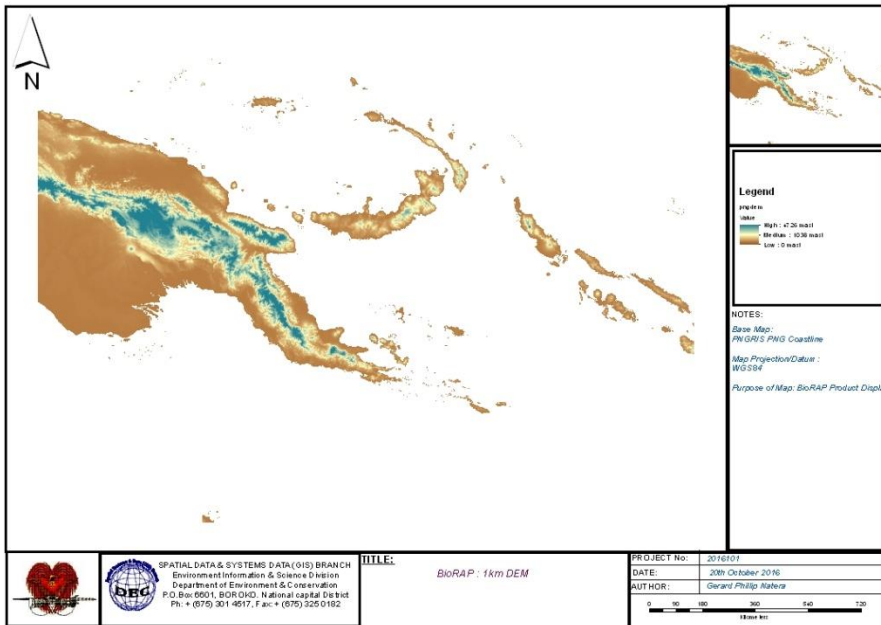 N
Legend
pngdem
Value
High : 4726 masl
Low : 0 masl
NOTES:
Base Map:
PNGRIS PNG Coastline
Map Projection/Datum :
WGS84
Purpose of Map: BioRAP Product Displ
SPATIAL DATA & SYSTEMS DATA (GIS) BRANCH
Environment Information & Science Division
Department of Environment & Conservation
P.O.Box 6601, BOROKO. National capital District
Ph: + (675) 301 4517, Fax: + (675) 325 0182
DEC
TITLE:
BioRAP : 1km DEM
PROJECT No: 2016101
DATE: 20th October 2016
AUTHOR: Gerard Phillip Natera
0 90 180 360 540 720
Kilometers